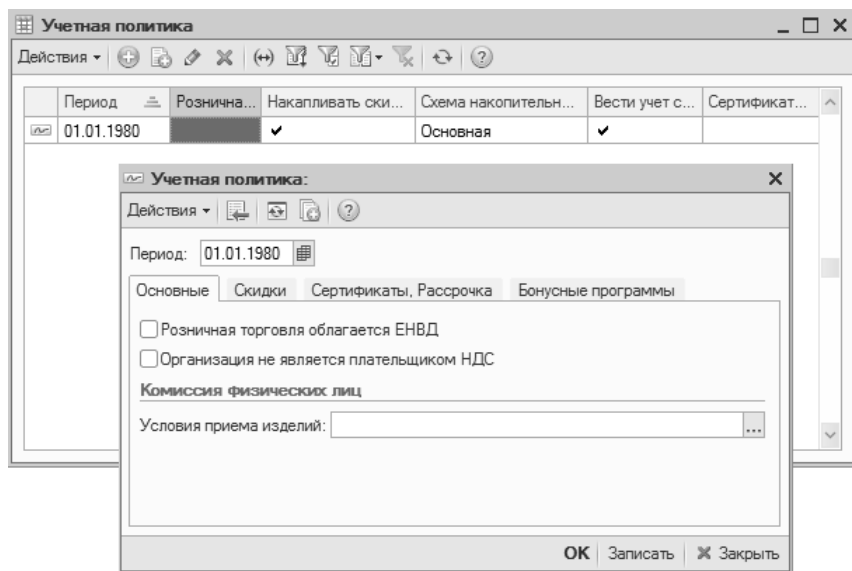 Учетная политика
Действия
Период Рознична... Накапливать ски... Схема накопительн... Вести учет с... Сертификат...
01.01.1980 Основная
Учетная политика:
Действия
Период: 01.01.1980
Основные Скидки Сертификаты, Рассрочка Бонусные программы
Розничная торговля облагается ЕНВД
Организация не является плательщиком НДС
Комиссия физических лиц
Условия приема изделий: ...
OK Записать Закрыть